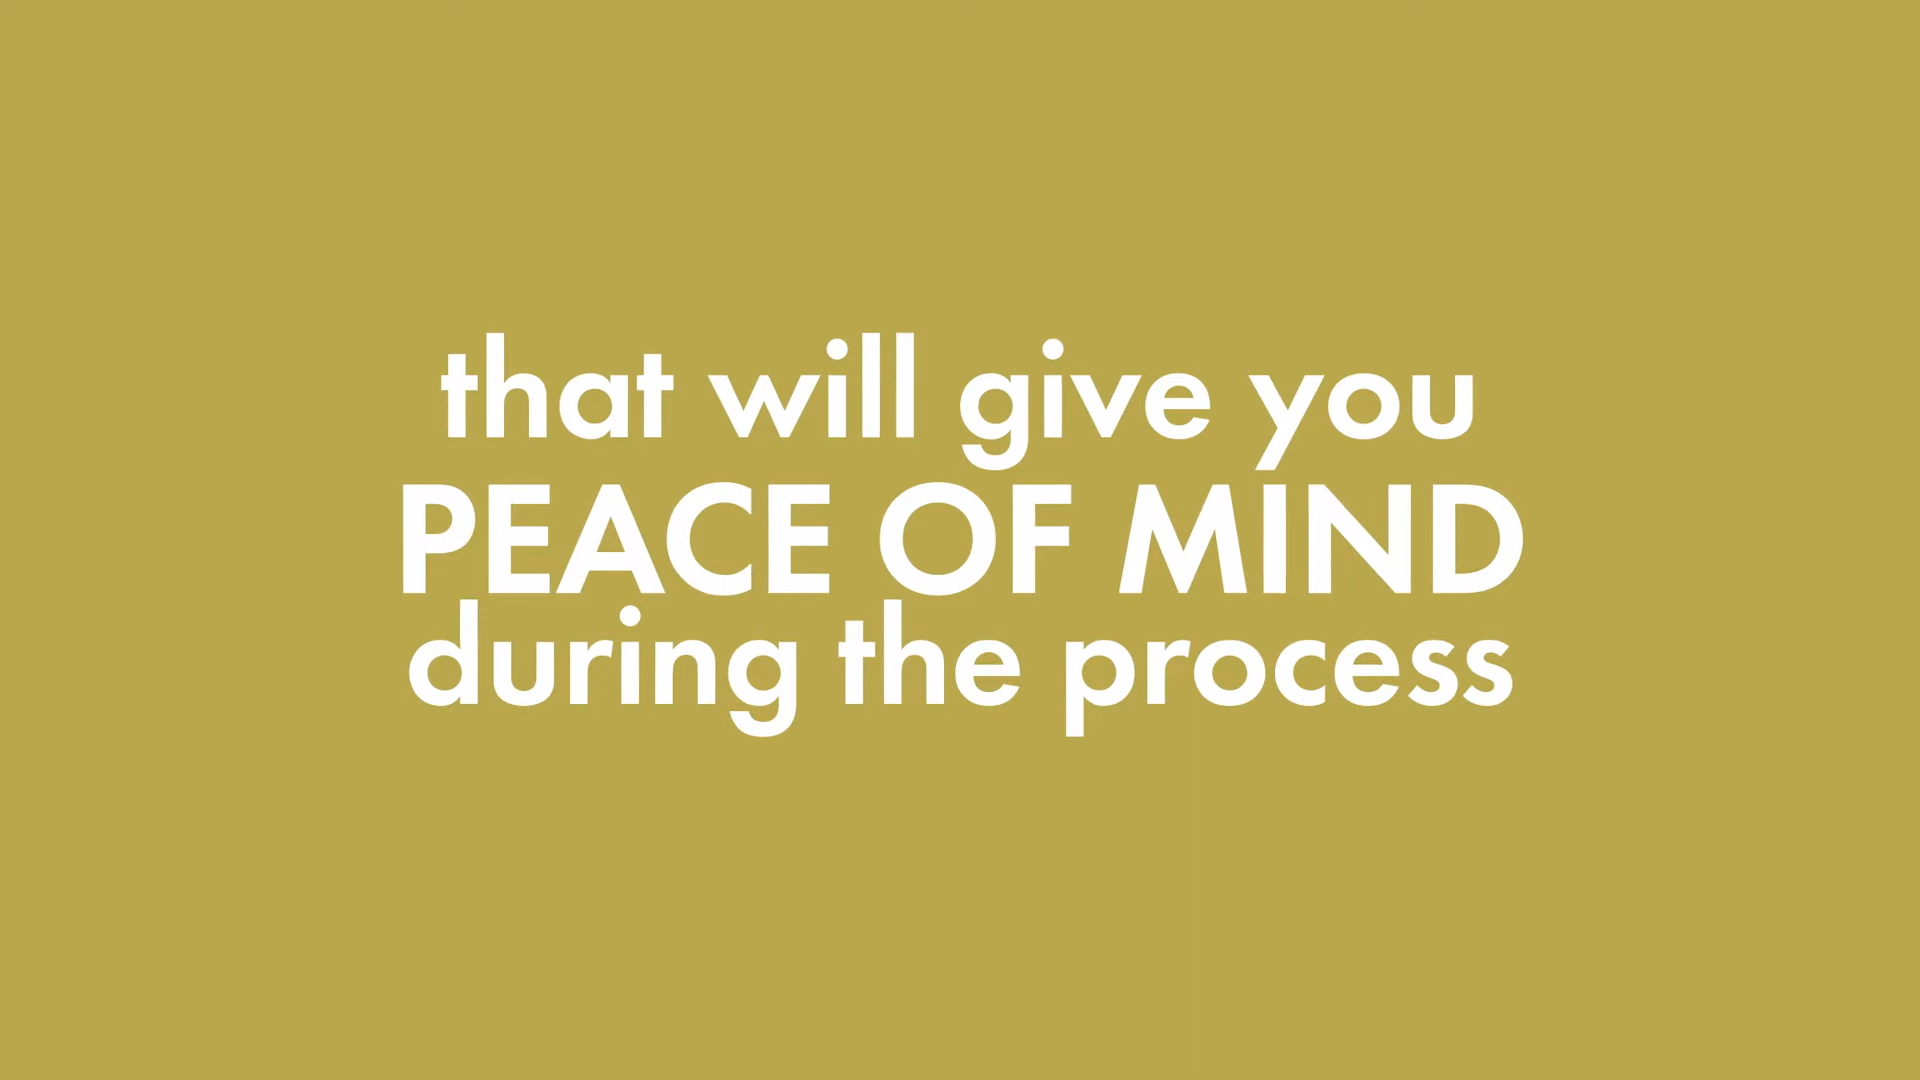 that will give you
PEACE OF MIND
during the process